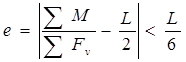 e = |∑ M / ∑ F_v − L / 2| < L / 6